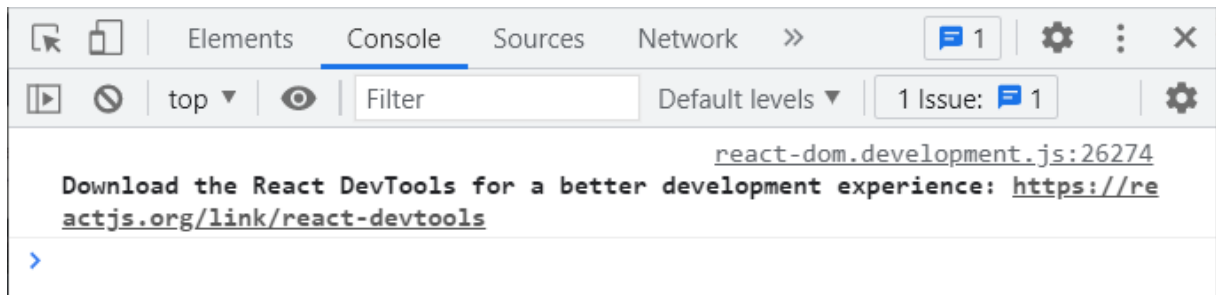 Elements Console Sources Network » 1
top ▼ Filter Default levels ▼ 1 Issue: 1
react-dom.development.js:26274
Download the React DevTools for a better development experience: https://re
actjs.org/link/react-devtools
>